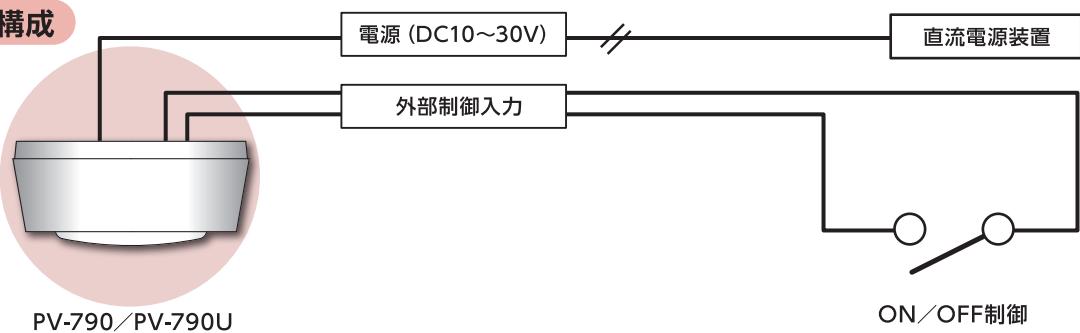 構成
電源（DC10～30V）
直流電源装置
外部制御入力
PV-790／PV-790U
ON／OFF制御